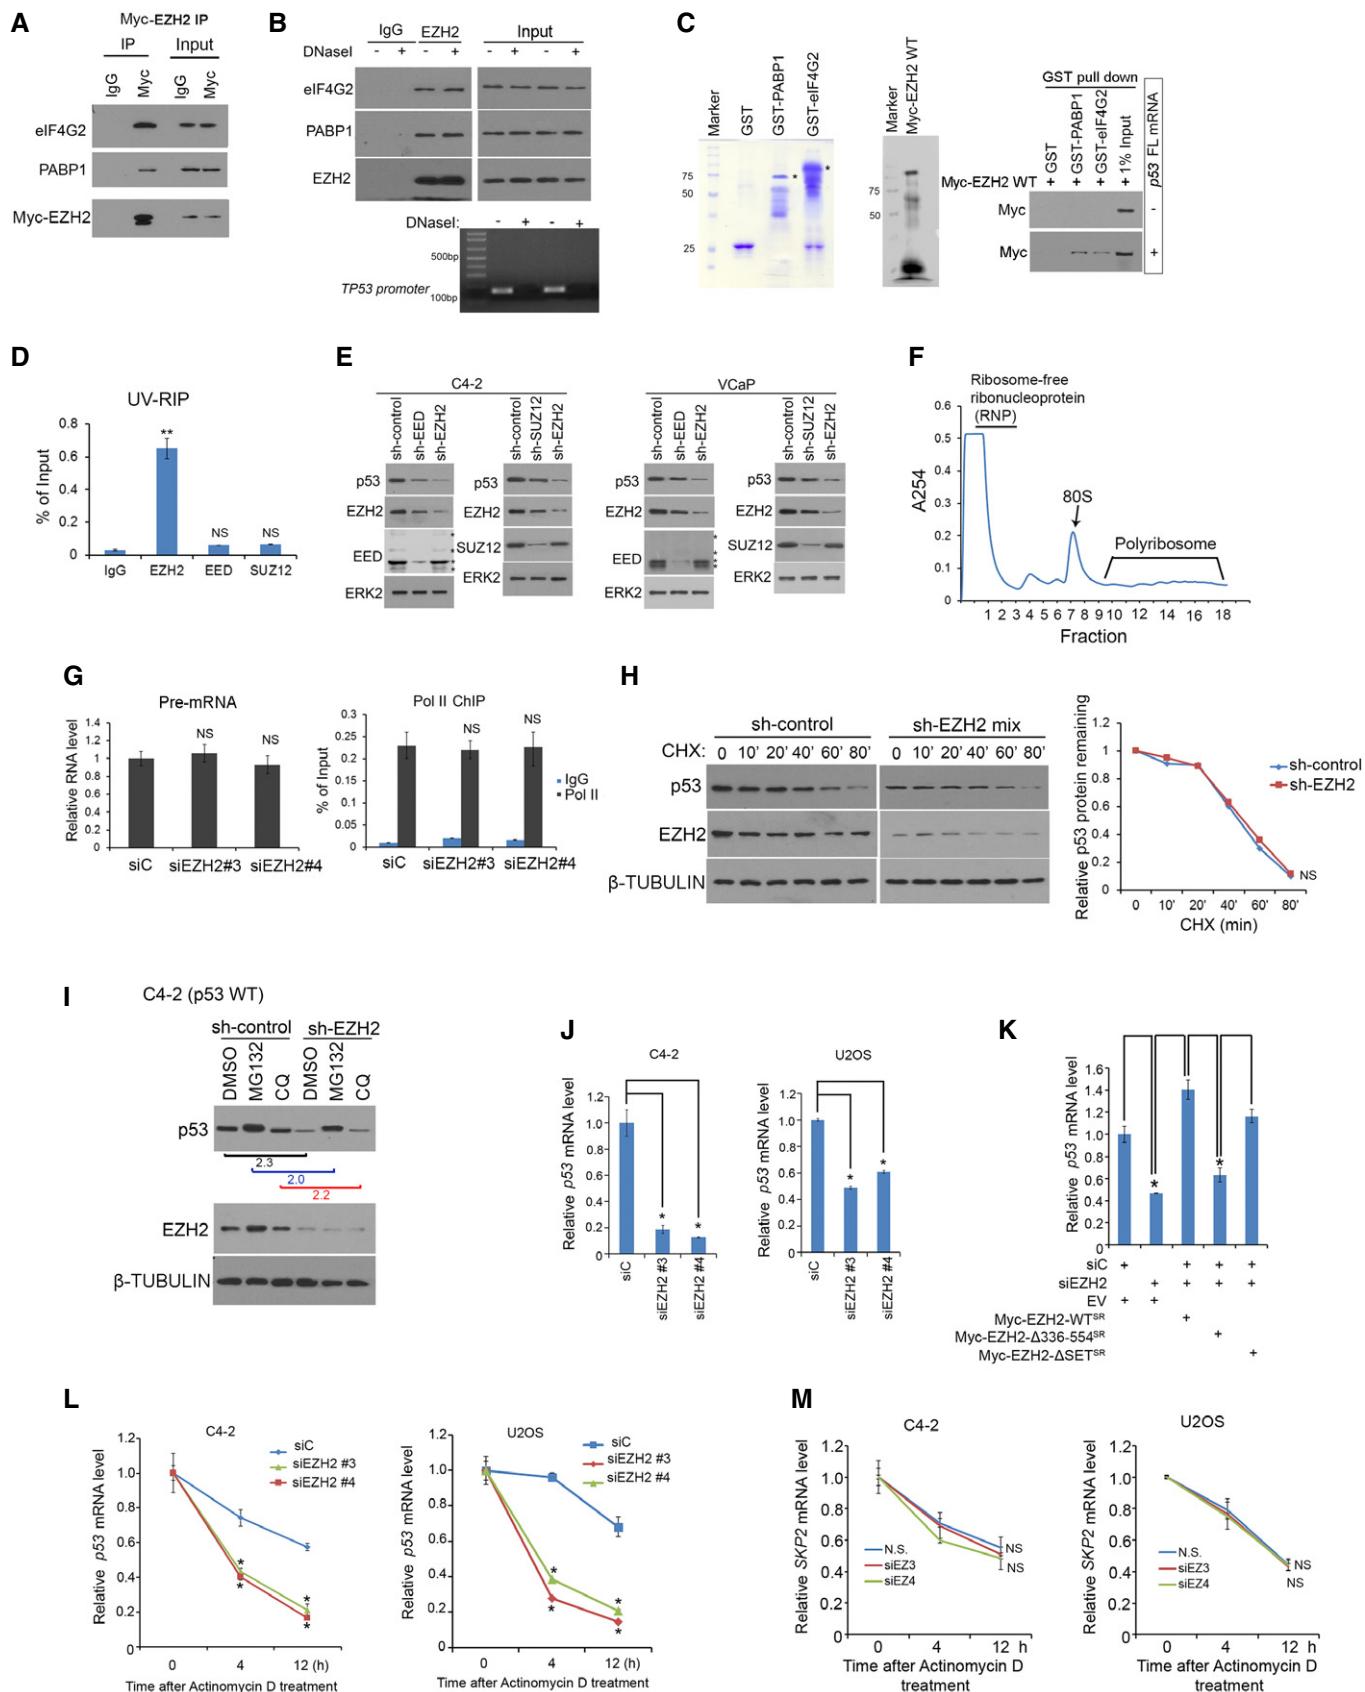 A
Myc-EZH2 IP
IP Input
IgG Myc IgG Myc
eIF4G2
PABP1
Myc-EZH2
B
IgG EZH2 Input
DNaseI - + - + - + - +
eIF4G2
PABP1
EZH2
DNaseI: - + - +
500bp
TP53 promoter 100bp
C
Marker GST GST-PABP1 GST-eIF4G2
75
50
25
*
*
Marker Myc-EZH2 WT
75
50
GST pull down
GST GST-PABP1 GST-eIF4G2 1% Input
Myc-EZH2 WT + + + +
Myc
Myc
p53 FL mRNA
-
+
D
UV-RIP
% of Input
0.8
0.6
0.4
0.2
0
** NS NS
IgG EZH2 EED SUZ12
E
C4-2
sh-control sh-EED sh-EZH2
p53
EZH2
EED
ERK2
sh-control sh-SUZ12 sh-EZH2
p53
EZH2
SUZ12
ERK2
VCaP
sh-control sh-EED sh-EZH2
p53
EZH2
EED
ERK2
sh-control sh-SUZ12 sh-EZH2
p53
EZH2
SUZ12
ERK2
F
Ribosome-free
ribonucleoprotein
(RNP)
80S
Polyribosome
A254
0.6
0.5
0.4
0.3
0.2
0.1
0
1 2 3 4 5 6 7 8 9 10 12 14 16 18
Fraction
G
Pre-mRNA
Relative RNA level
1.4
1.2
1
0.8
0.6
0.4
0.2
0
NS NS
siC siEZH2#3 siEZH2#4
Pol II ChIP
% of Input
0.3
0.25
0.2
0.15
0.1
0.05
0
NS NS
IgG
Pol II
siC siEZH2#3 siEZH2#4
H
sh-control sh-EZH2 mix
CHX: 0 10' 20' 40' 60' 80' 0 10' 20' 40' 60' 80'
p53
EZH2
β-TUBULIN
Relative p53 protein remaining
1.2
1
0.8
0.6
0.4
0.2
0
sh-control
sh-EZH2
NS
0 10' 20' 40' 60' 80'
CHX (min)
I
C4-2 (p53 WT)
sh-control sh-EZH2
DMSO MG132 CQ DMSO MG132 CQ
p53
2.3
2.0
2.2
EZH2
β-TUBULIN
J
C4-2
Relative p53 mRNA level
1.2
1.0
0.8
0.6
0.4
0.2
0
* *
siC siEZH2 #3 siEZH2 #4
U2OS
Relative p53 mRNA level
1.2
1.0
0.8
0.6
0.4
0.2
0
* *
siC siEZH2 #3 siEZH2 #4
K
Relative p53 mRNA level
1.6
1.4
1.2
1.0
0.8
0.6
0.4
0.2
0
* *
siC + + + +
siEZH2 + + + +
EV + +
Myc-EZH2-WTSR +
Myc-EZH2-Δ336-554SR +
Myc-EZH2-ΔSETSR +
L
C4-2
Relative p53 mRNA level
1.2
1.0
0.8
0.6
0.4
0.2
0
siC
siEZH2 #3
siEZH2 #4
* *
* *
0 4 12 (h)
Time after Actinomycin D treatment
U2OS
Relative p53 mRNA level
1.2
1.0
0.8
0.6
0.4
0.2
0
siC
siEZH2 #3
siEZH2 #4
* *
* *
0 4 12 (h)
Time after Actinomycin D treatment
M
C4-2
Relative SKP2 mRNA level
1.2
1.0
0.8
0.6
0.4
0.2
0
N.S.
siEZ3
siEZ4
NS
NS
0 4 12 h
Time after Actinomycin D
treatment
U2OS
Relative SKP2 mRNA level
1.2
1.0
0.8
0.6
0.4
0.2
0
N.S.
siEZ3
siEZ4
NS
NS
0 4 12 h
Time after Actinomycin D
treatment